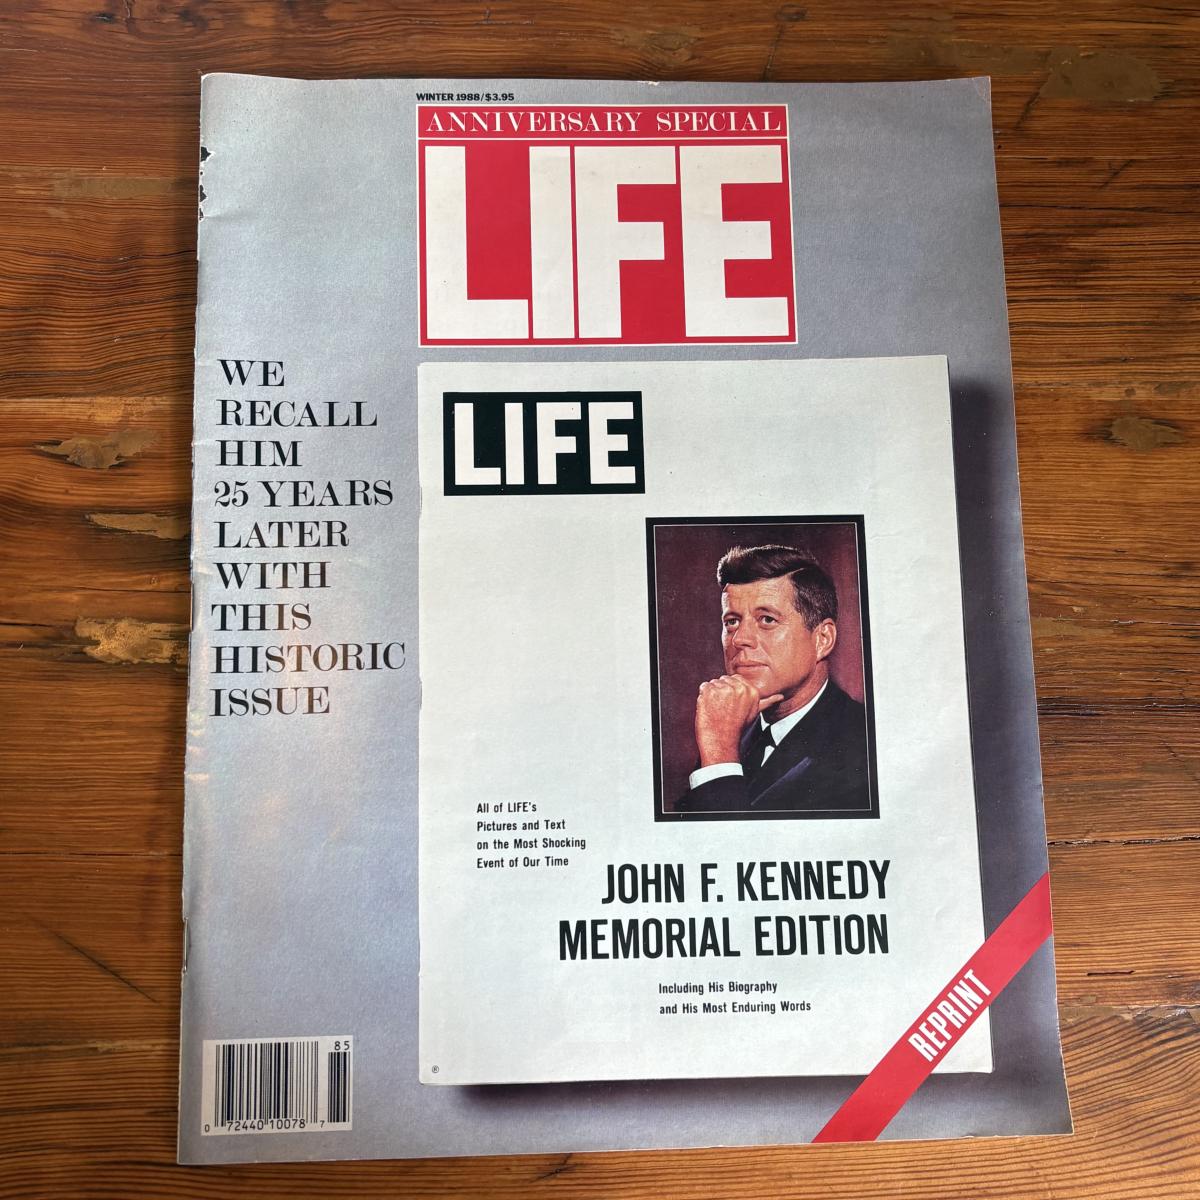 WINTER 1988/$3.95
ANNIVERSARY SPECIAL
LIFE
WE
RECALL
HIM
25 YEARS
LATER
WITH
THIS
HISTORIC
ISSUE
LIFE
All of LIFE's
Pictures and Text
on the Most Shocking
Event of Our Time
JOHN F. KENNEDY
MEMORIAL EDITION
Including His Biography
and His Most Enduring Words
REPRINT
®
85
0 72440 10078 7